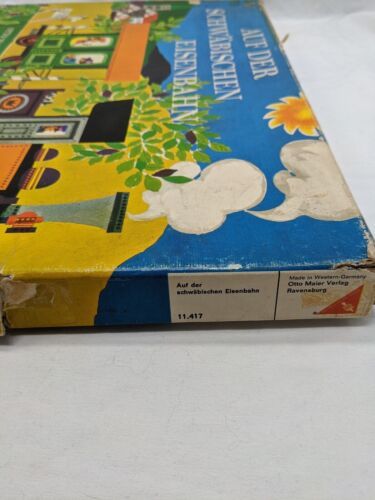 AUF DER
SCHWÄBISCHEN
EISENBAHN
Auf der
schwäbischen Eisenbahn
11.417
Made in Western-Germany
Otto Maier Verlag
Ravensburg